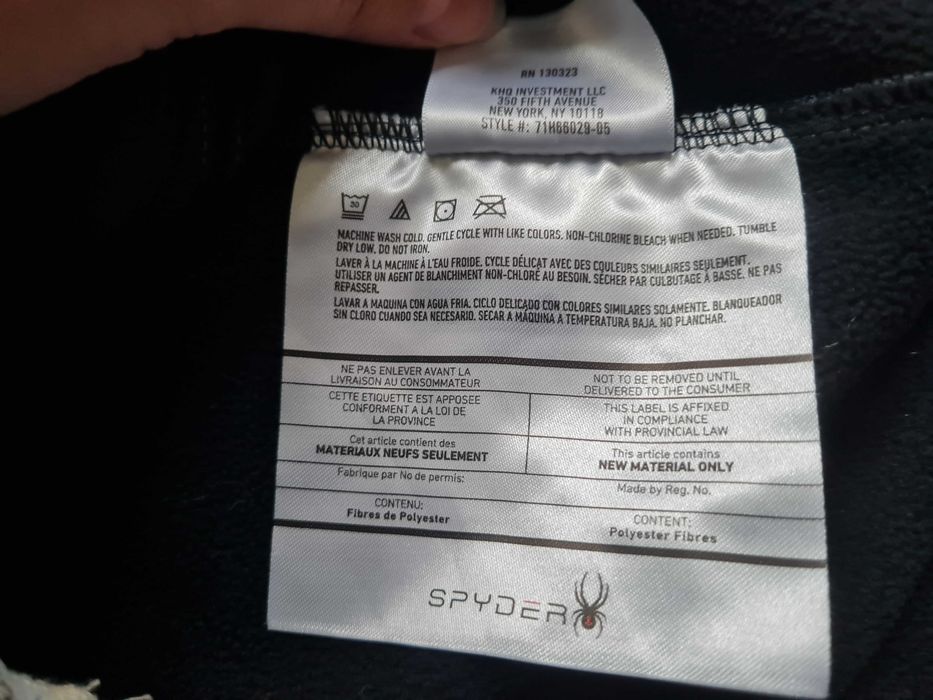 RN 130323
KHQ INVESTMENT LLC
350 FIFTH AVENUE
NEW YORK, NY 10118
STYLE #: 71H86029-05
30
MACHINE WASH COLD. GENTLE CYCLE WITH LIKE COLORS. NON-CHLORINE BLEACH WHEN NEEDED. TUMBLE
DRY LOW. DO NOT IRON.
LAVER À LA MACHINE À L'EAU FROIDE. CYCLE DÉLICAT AVEC DES COULEURS SIMILAIRES SEULEMENT.
UTILISER UN AGENT DE BLANCHIMENT NON-CHLORÉ AU BESOIN. SÉCHER PAR CULBUTAGE À BASSE. NE PAS
REPASSER.
LAVAR A MAQUINA CON AGUA FRIA. CICLO DELICADO CON COLORES SIMILARES SOLAMENTE. BLANQUEADOR
SIN CLORO CUANDO SEA NECESARIO. SECAR A MÁQUINA A TEMPERATURA BAJA. NO PLANCHAR.
NE PAS ENLEVER AVANT LA
LIVRAISON AU CONSOMMATEUR
NOT TO BE REMOVED UNTIL
DELIVERED TO THE CONSUMER
CETTE ETIQUETTE EST APPOSEE
CONFORMENT A LA LOI DE
LA PROVINCE
THIS LABEL IS AFFIXED
IN COMPLIANCE
WITH PROVINCIAL LAW
Cet article contient des
MATERIAUX NEUFS SEULEMENT
This article contains
NEW MATERIAL ONLY
Fabrique par No de permis:
Made by Reg. No.
CONTENU:
Fibres de Polyester
CONTENT:
Polyester Fibres
SPYDER